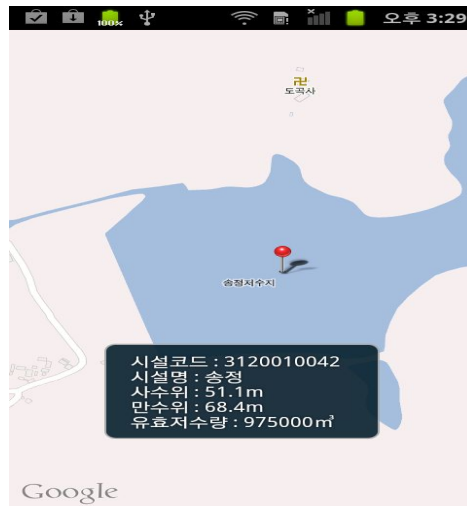 100%
오후 3:29
卍
도곡사
송정저수지
시설코드 : 3120010042
시설명 : 송정
사수위 : 51.1m
만수위 : 68.4m
유효저수량 : 975000㎥
Google